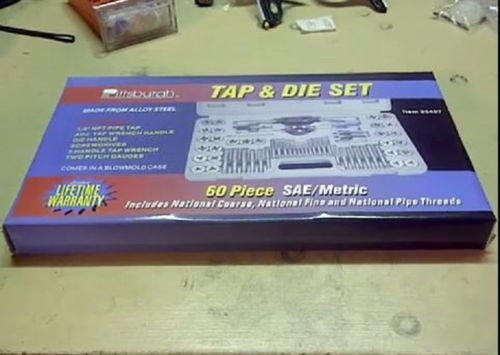 Pittsburgh
TAP & DIE SET
MADE FROM ALLOY STEEL
1/8" NPT PIPE TAP
ADJ. TAP WRENCH HANDLE
DIE HANDLE
SCREWDRIVER
T-HANDLE TAP WRENCH
TWO PITCH GAUGES
COMES IN A BLOWMOLD CASE
LIFETIME
WARRANTY
60 Piece SAE/Metric
Includes National Coarse, National Fine and National Pipe Threads